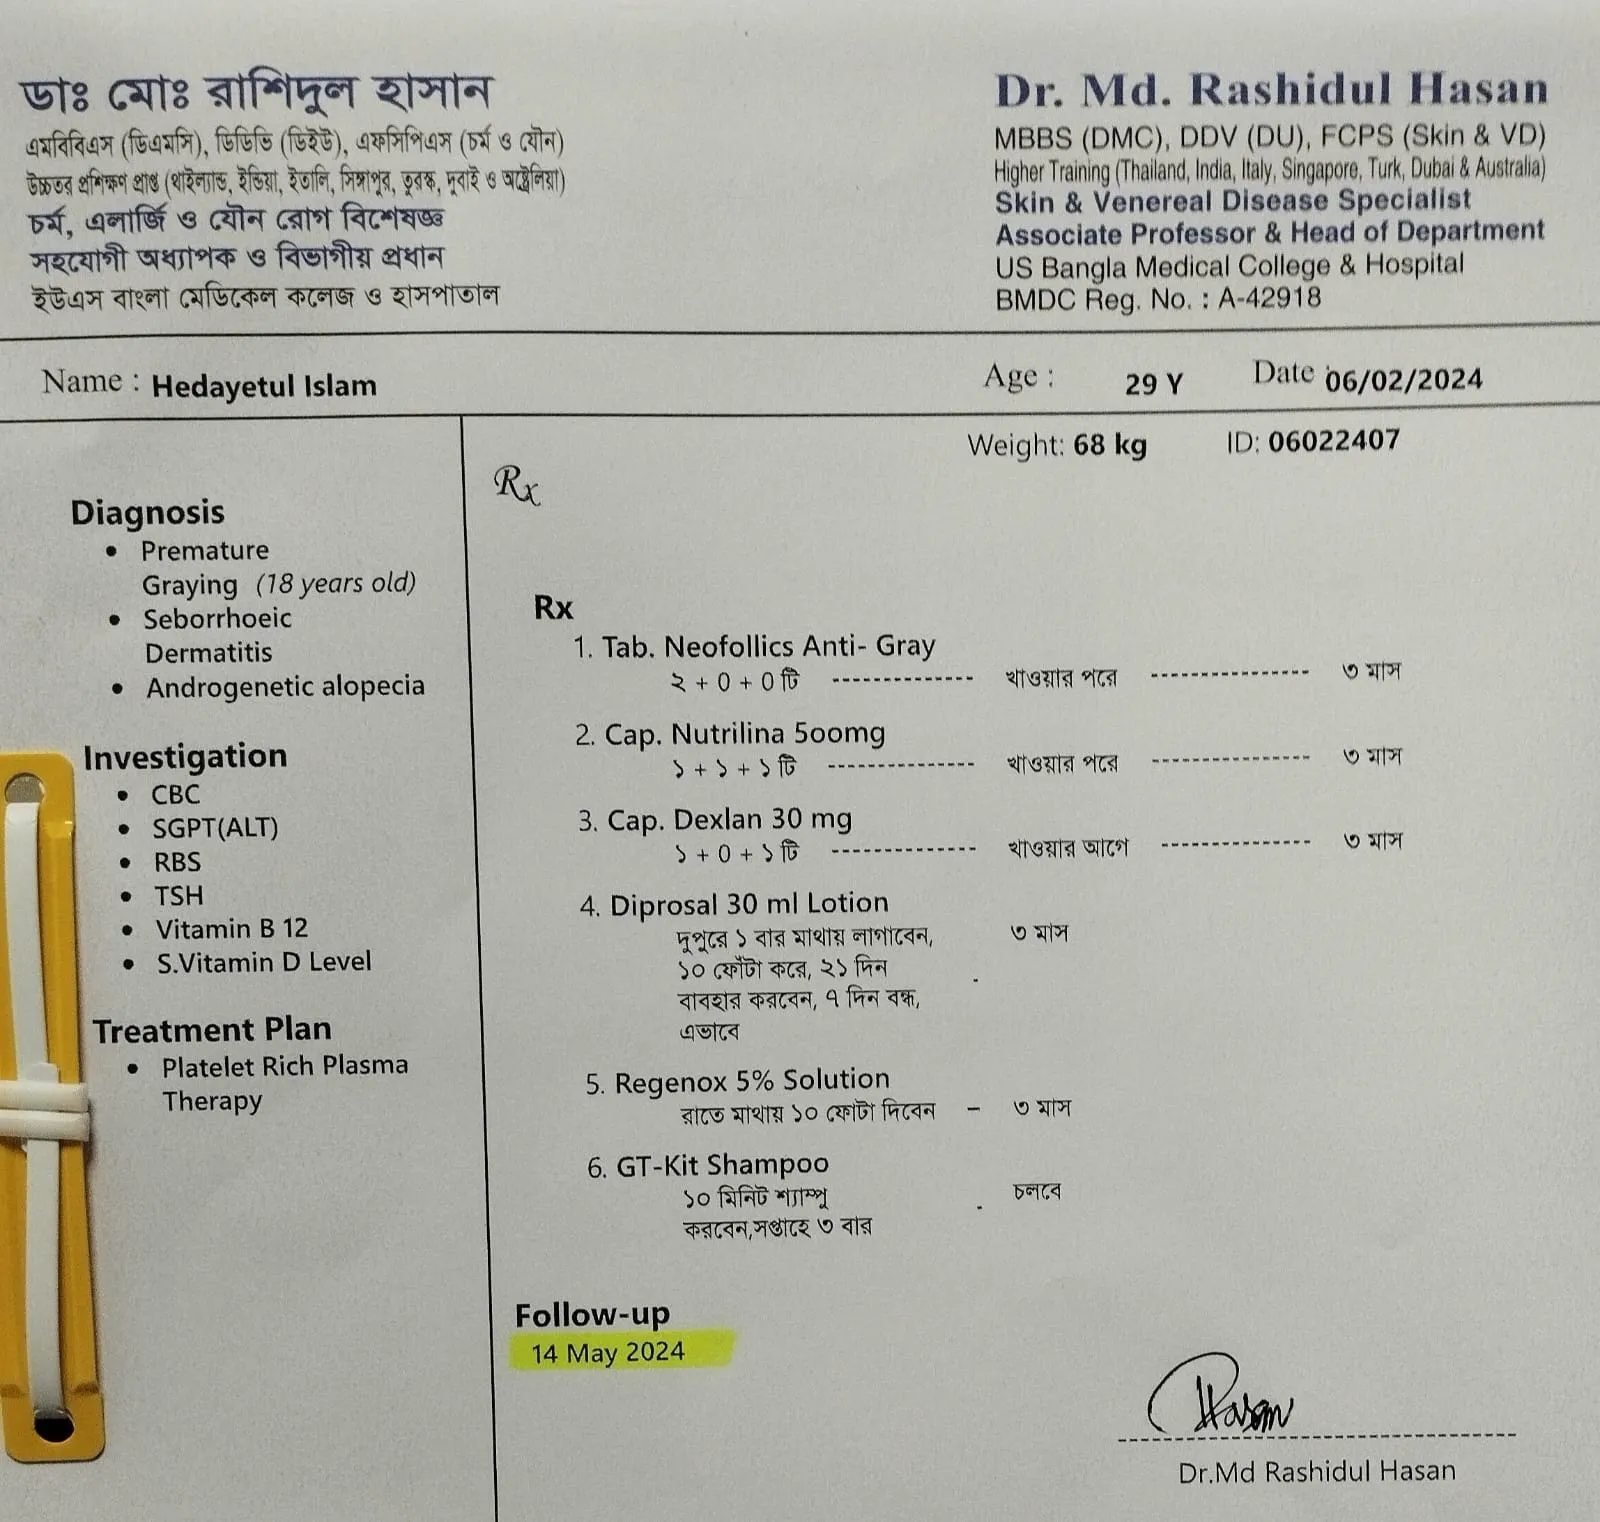 ডাঃ মোঃ রাশিদুল হাসান
এমবিবিএস (ডিএমসি), ডিডিভি (ডিইউ), এফসিপিএস (চর্ম ও যৌন)
উচ্চতর প্রশিক্ষণ প্রাপ্ত (থাইল্যান্ড, ইন্ডিয়া, ইতালি, সিঙ্গাপুর, তুরস্ক, দুবাই ও অস্ট্রেলিয়া)
চর্ম, এলার্জি ও যৌন রোগ বিশেষজ্ঞ
সহযোগী অধ্যাপক ও বিভাগীয় প্রধান
ইউএস বাংলা মেডিকেল কলেজ ও হাসপাতাল
Dr. Md. Rashidul Hasan
MBBS (DMC), DDV (DU), FCPS (Skin & VD)
Higher Training (Thailand, India, Italy, Singapore, Turk, Dubai & Australia)
Skin & Venereal Disease Specialist
Associate Professor & Head of Department
US Bangla Medical College & Hospital
BMDC Reg. No. : A-42918
Name : Hedayetul Islam Age : 29 Y Date : 06/02/2024
Weight: 68 kg ID: 06022407
Diagnosis
• Premature
Graying (18 years old)
• Seborrhoeic
Dermatitis
• Androgenetic alopecia
Investigation
• CBC
• SGPT(ALT)
• RBS
• TSH
• Vitamin B 12
• S.Vitamin D Level
Treatment Plan
• Platelet Rich Plasma
Therapy
Rx
Rx
1. Tab. Neofollics Anti- Gray
২ + 0 + 0 টি -------------- খাওয়ার পরে --------------- ৩ মাস
2. Cap. Nutrilina 5oomg
১ + ১ + ১ টি -------------- খাওয়ার পরে --------------- ৩ মাস
3. Cap. Dexlan 30 mg
১ + 0 + ১ টি -------------- খাওয়ার আগে -------------- ৩ মাস
4. Diprosal 30 ml Lotion
দুপুরে ১ বার মাথায় লাগাবেন, ৩ মাস
১০ ফোঁটা করে, ২১ দিন
ব্যবহার করবেন, ৭ দিন বন্ধ,
এভাবে
5. Regenox 5% Solution
রাতে মাথায় ১০ ফোটা দিবেন – ৩ মাস
6. GT-Kit Shampoo
১০ মিনিট শ্যাম্পু চলবে
করবেন,সপ্তাহে ৩ বার
Follow-up
14 May 2024
Hasan
Dr.Md Rashidul Hasan